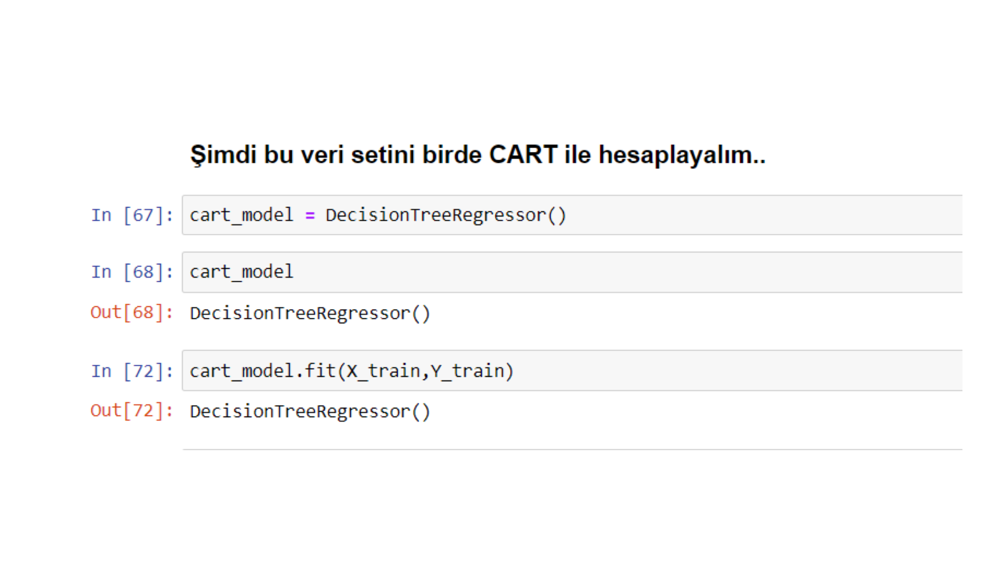 Şimdi bu veri setini birde CART ile hesaplayalım..
In [67]: cart_model = DecisionTreeRegressor()
In [68]: cart_model
Out[68]: DecisionTreeRegressor()
In [72]: cart_model.fit(X_train,Y_train)
Out[72]: DecisionTreeRegressor()